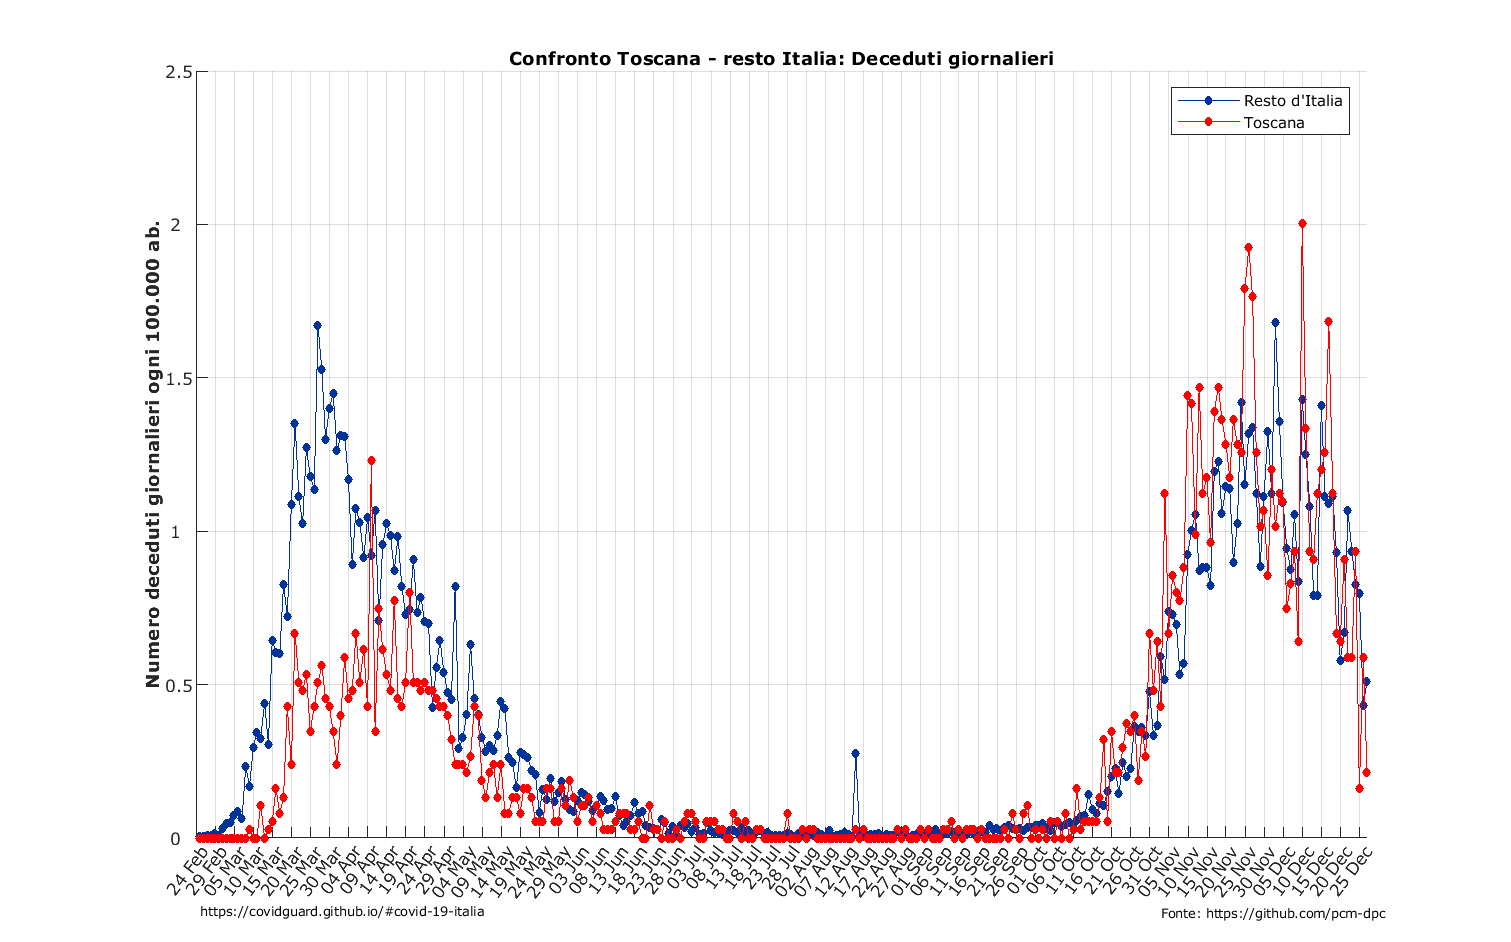 Confronto Toscana - resto Italia: Deceduti giornalieri
Resto d'Italia
Toscana
Numero deceduti giornalieri ogni 100.000 ab.
2.5
2
1.5
1
0.5
0
24 Feb
29 Feb
05 Mar
10 Mar
15 Mar
20 Mar
25 Mar
30 Mar
04 Apr
09 Apr
14 Apr
19 Apr
24 Apr
29 Apr
04 May
09 May
14 May
19 May
24 May
29 May
03 Jun
08 Jun
13 Jun
18 Jun
23 Jun
28 Jun
03 Jul
08 Jul
13 Jul
18 Jul
23 Jul
28 Jul
02 Aug
07 Aug
12 Aug
17 Aug
22 Aug
27 Aug
01 Sep
06 Sep
11 Sep
16 Sep
21 Sep
26 Sep
01 Oct
06 Oct
11 Oct
16 Oct
21 Oct
26 Oct
31 Oct
05 Nov
10 Nov
15 Nov
20 Nov
25 Nov
30 Nov
05 Dec
10 Dec
15 Dec
20 Dec
25 Dec
https://covidguard.github.io/#covid-19-italia
Fonte: https://github.com/pcm-dpc